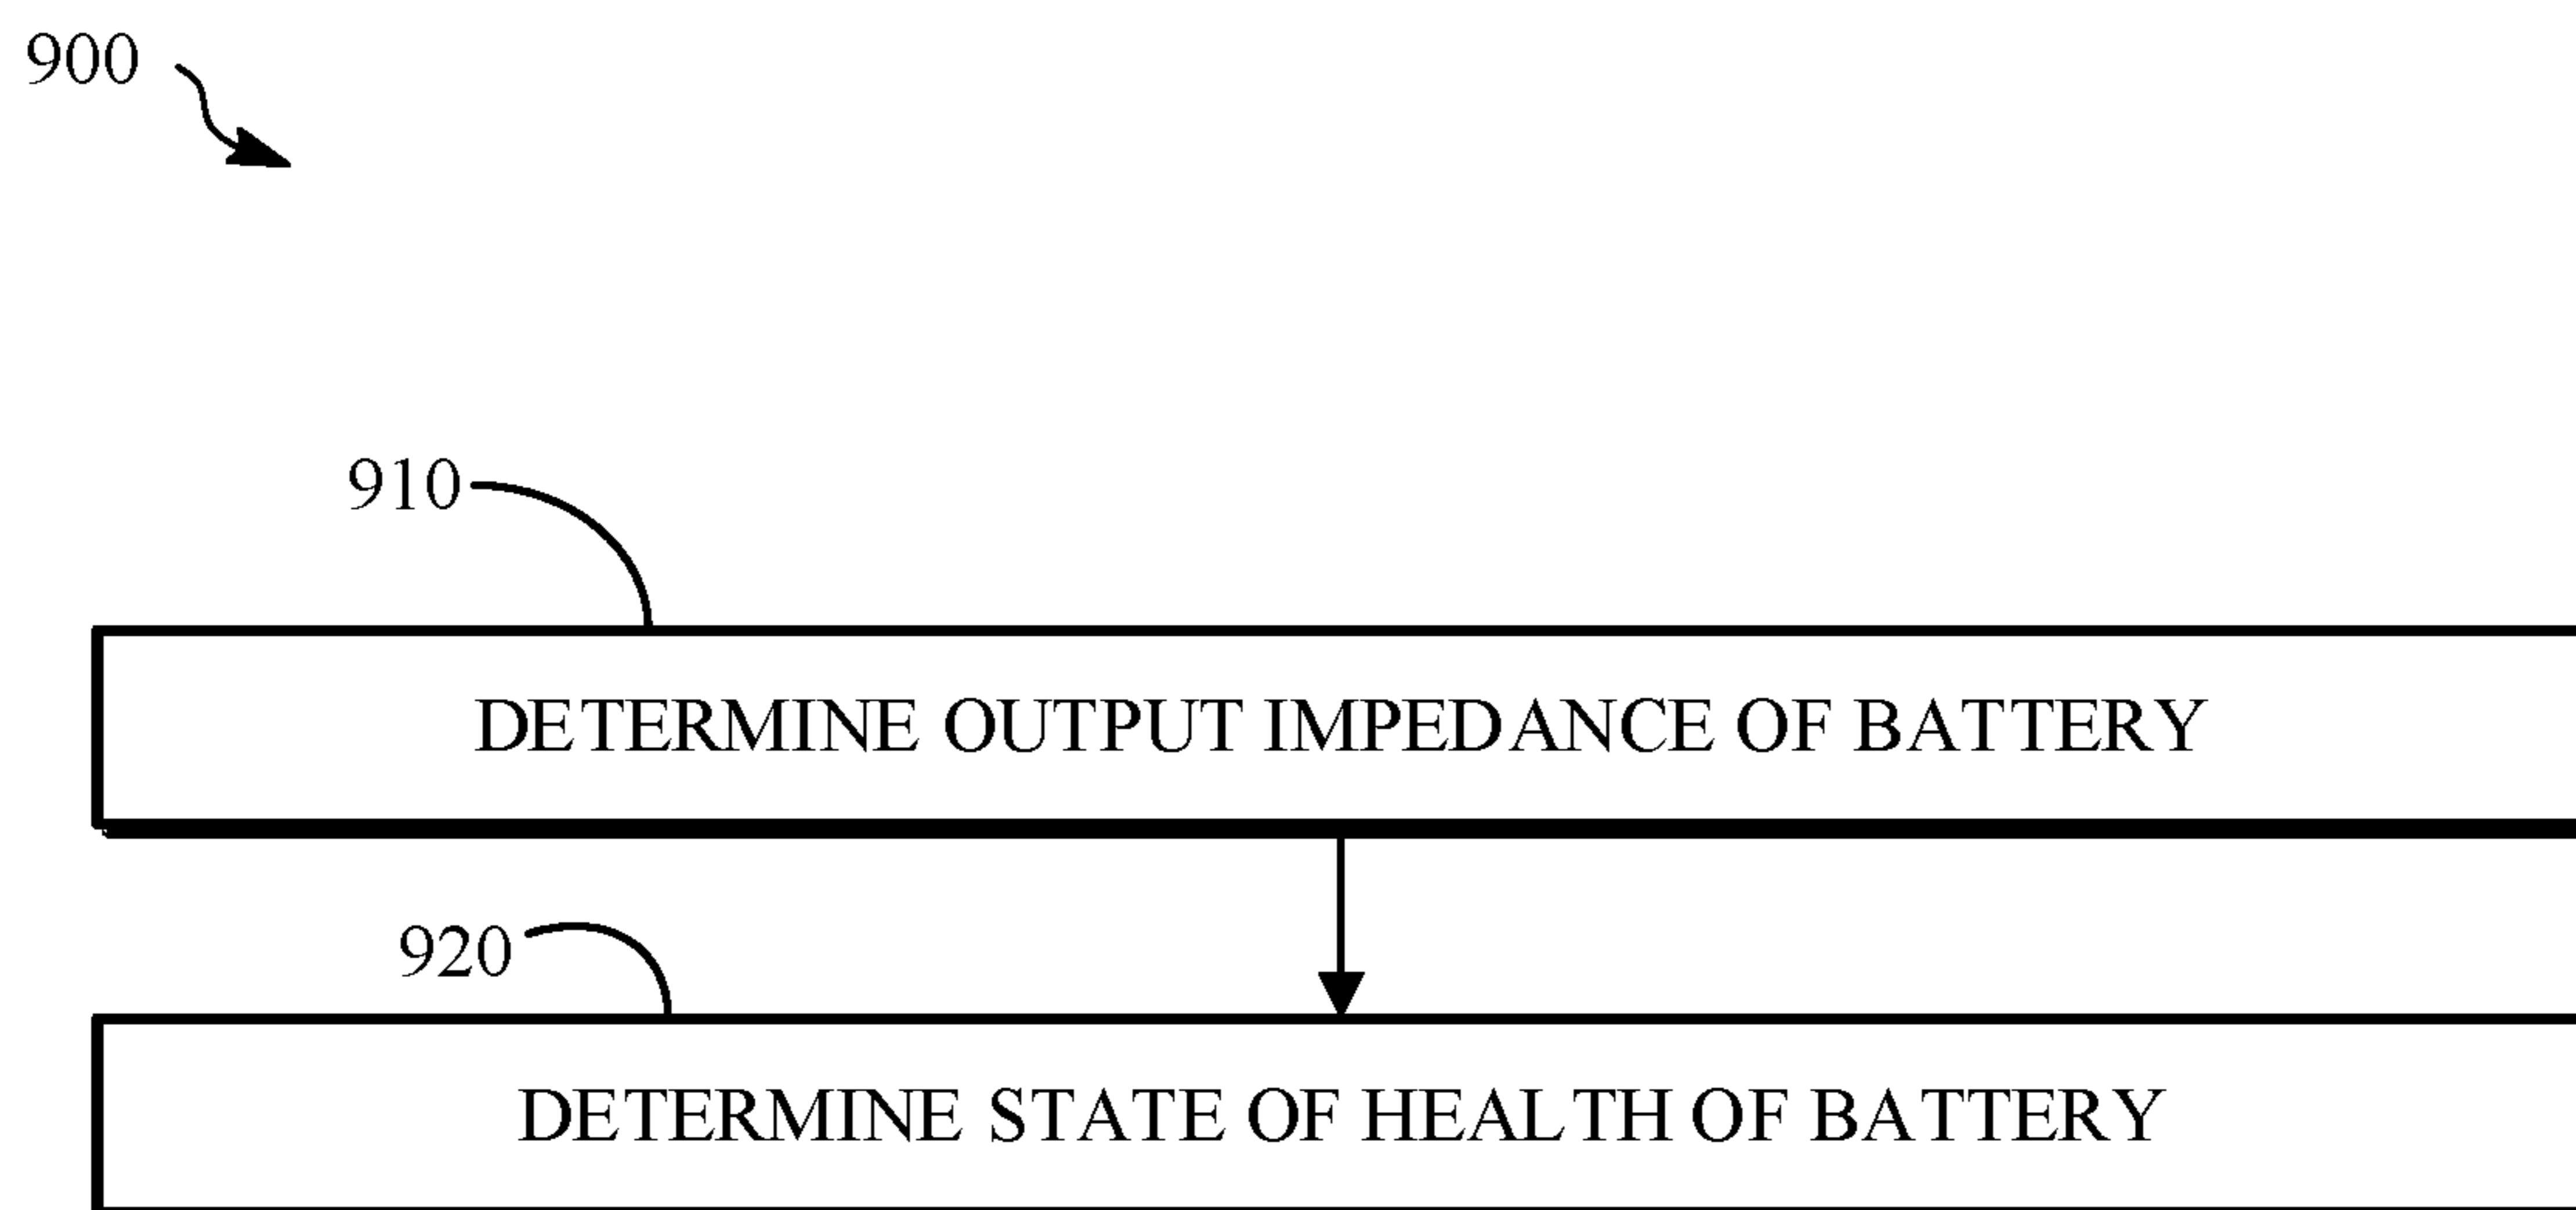 900
910
DETERMINE OUTPUT IMPEDANCE OF BATTERY
920
DETERMINE STATE OF HEALTH OF BATTERY